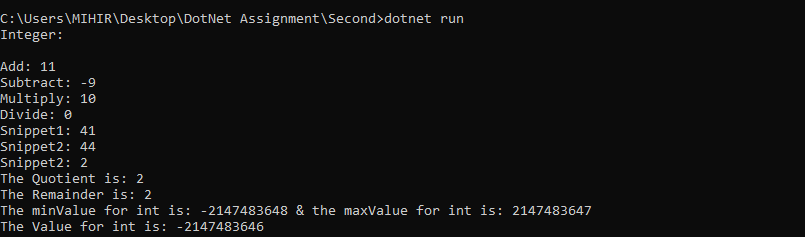 C:\Users\MIHIR\Desktop\DotNet Assignment\Second>dotnet run
Integer:
Add: 11
Subtract: -9
Multiply: 10
Divide: 0
Snippet1: 41
Snippet2: 44
Snippet2: 2
The Quotient is: 2
The Remainder is: 2
The minValue for int is: -2147483648 & the maxValue for int is: 2147483647
The Value for int is: -2147483646